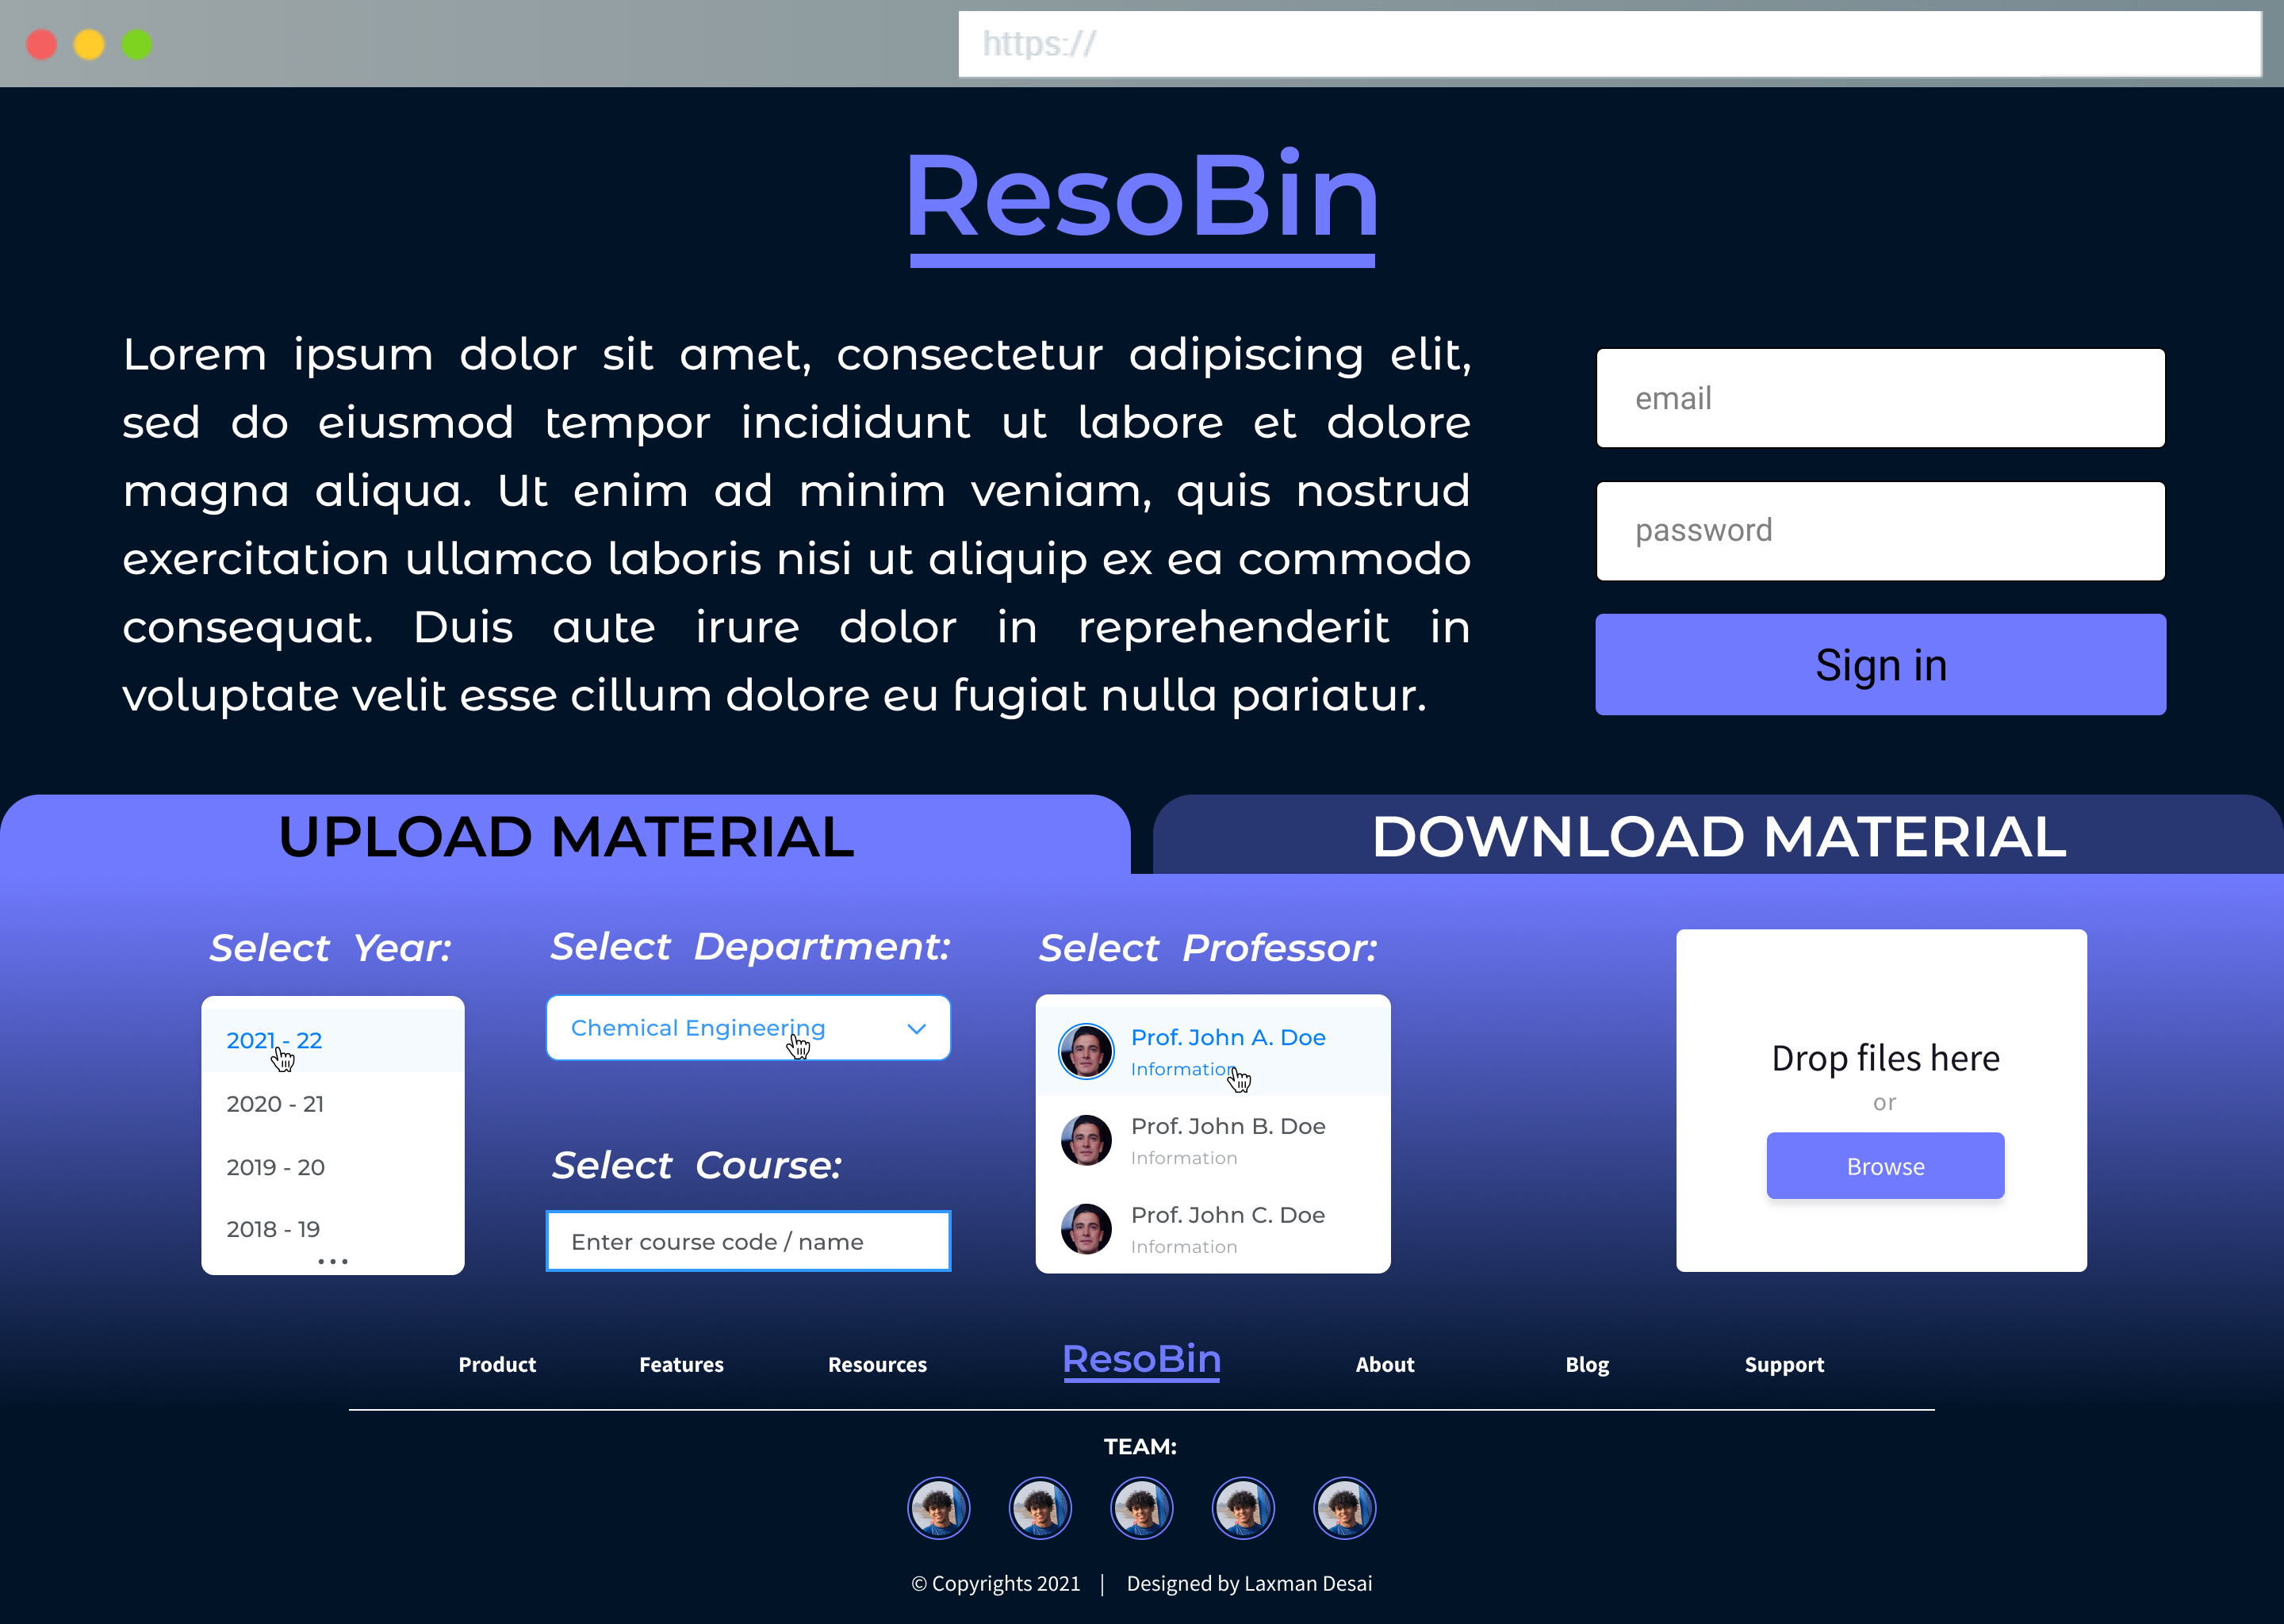 https://
ResoBin
Lorem ipsum dolor sit amet, consectetur adipiscing elit,
sed do eiusmod tempor incididunt ut labore et dolore
magna aliqua. Ut enim ad minim veniam, quis nostrud
exercitation ullamco laboris nisi ut aliquip ex ea commodo
consequat. Duis aute irure dolor in reprehenderit in
voluptate velit esse cillum dolore eu fugiat nulla pariatur.
email
password
Sign in
UPLOAD MATERIAL
DOWNLOAD MATERIAL
Select Year:
2021 - 22
2020 - 21
2019 - 20
2018 - 19
...
Select Department:
Chemical Engineering
Select Course:
Enter course code / name
Select Professor:
Prof. John A. Doe
Information
Prof. John B. Doe
Information
Prof. John C. Doe
Information
Drop files here
or
Browse
Product Features Resources ResoBin About Blog Support
TEAM:
© Copyrights 2021 | Designed by Laxman Desai